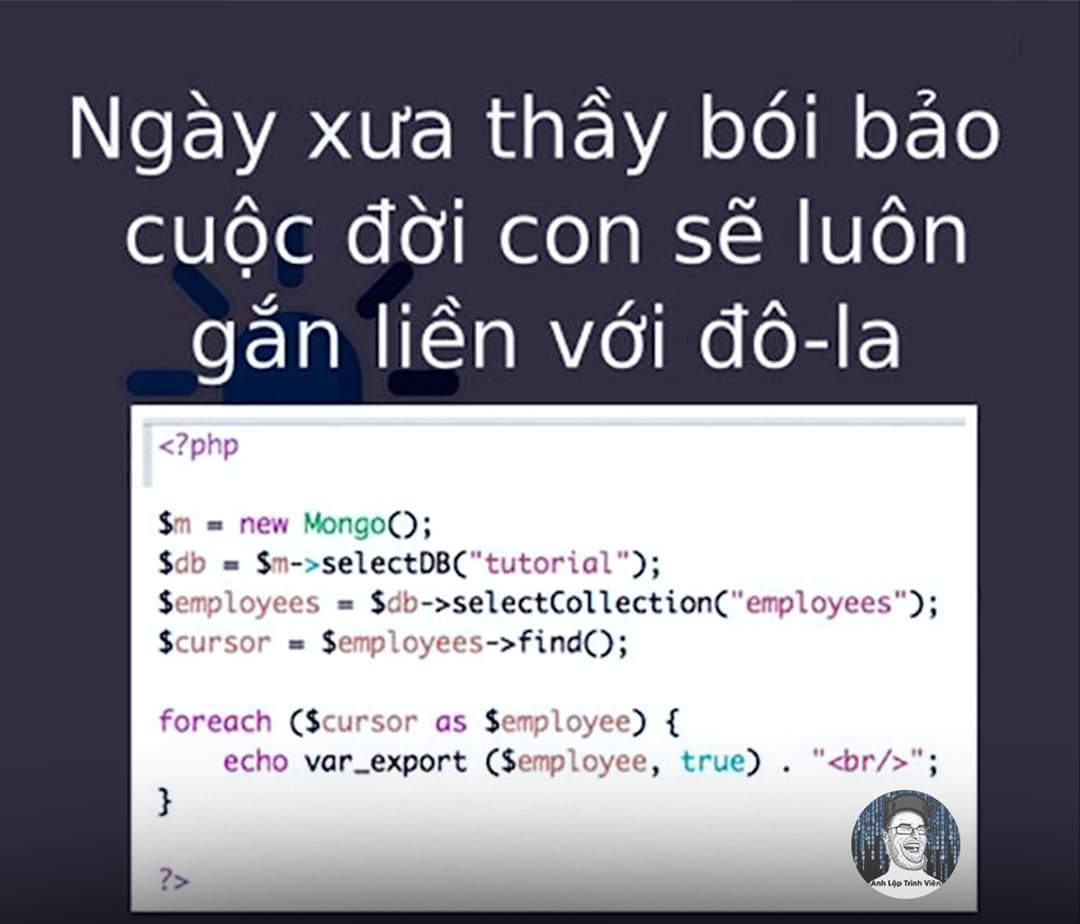 Ngày xưa thầy bói bảo
cuộc đời con sẽ luôn
gắn liền với đô-la
<?php
$m = new Mongo();
$db = $m->selectDB("tutorial");
$employees = $db->selectCollection("employees");
$cursor = $employees->find();
foreach ($cursor as $employee) {
    echo var_export ($employee, true) . "<br/>";
}
?>
Anh Lập Trình Viên